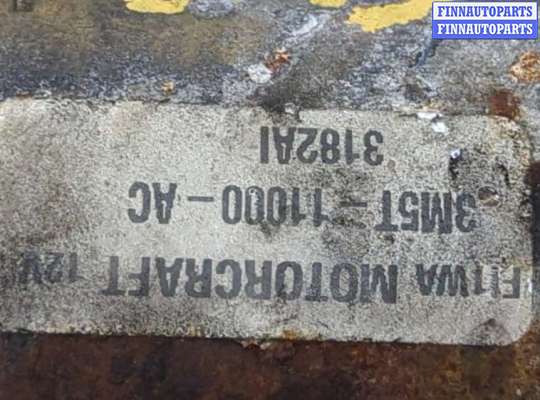 FINNAUTOPARTS
FINNAUTOPARTS
MOTORCRAFT 12V
3M5T-11000-AC
3182AI